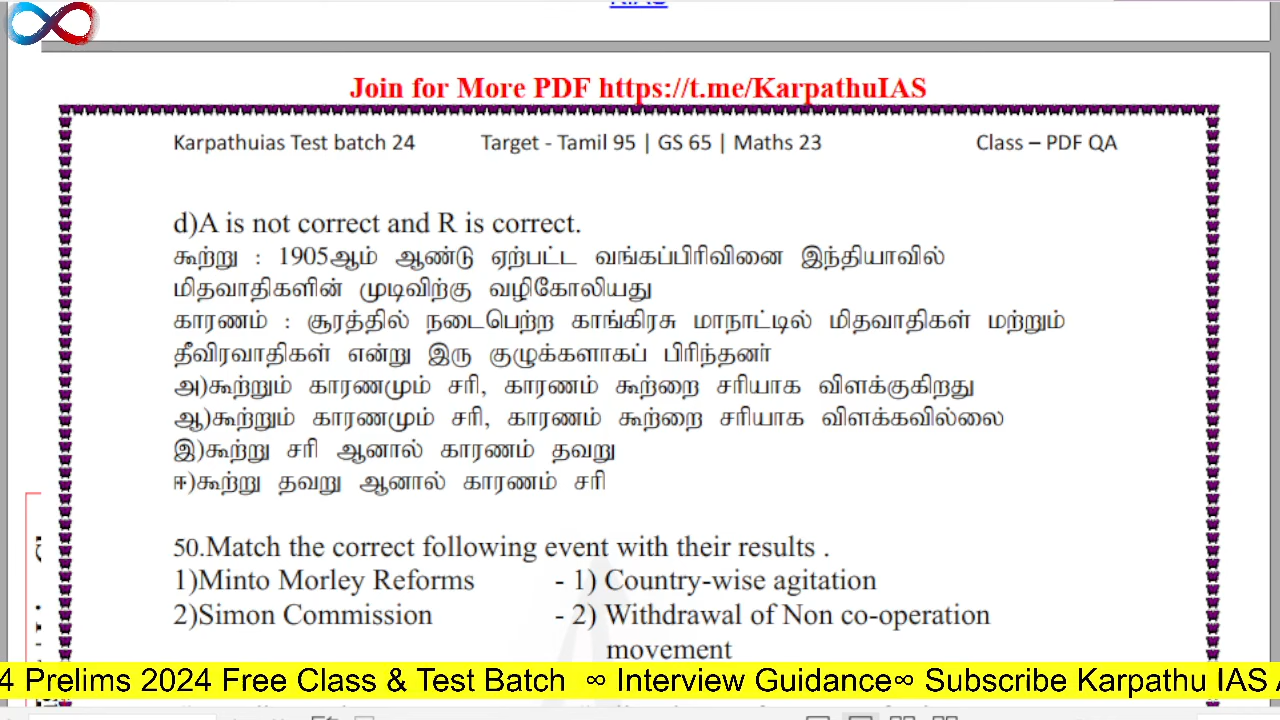 Join for More PDF https://t.me/KarpathuIAS
Karpathuias Test batch 24 Target - Tamil 95 | GS 65 | Maths 23 Class – PDF QA
d)A is not correct and R is correct.
கூற்று : 1905ஆம் ஆண்டு ஏற்பட்ட வங்கப்பிரிவினை இந்தியாவில்
மிதவாதிகளின் முடிவிற்கு வழிகோலியது
காரணம் : சூரத்தில் நடைபெற்ற காங்கிரசு மாநாட்டில் மிதவாதிகள் மற்றும்
தீவிரவாதிகள் என்று இரு குழுக்களாகப் பிரிந்தனர்
அ)கூற்றும் காரணமும் சரி, காரணம் கூற்றை சரியாக விளக்குகிறது
ஆ)கூற்றும் காரணமும் சரி, காரணம் கூற்றை சரியாக விளக்கவில்லை
இ)கூற்று சரி ஆனால் காரணம் தவறு
ஈ)கூற்று தவறு ஆனால் காரணம் சரி
50.Match the correct following event with their results .
1)Minto Morley Reforms - 1) Country-wise agitation
2)Simon Commission - 2) Withdrawal of Non co-operation
movement
4 Prelims 2024 Free Class & Test Batch ∞ Interview Guidance∞ Subscribe Karpathu IAS